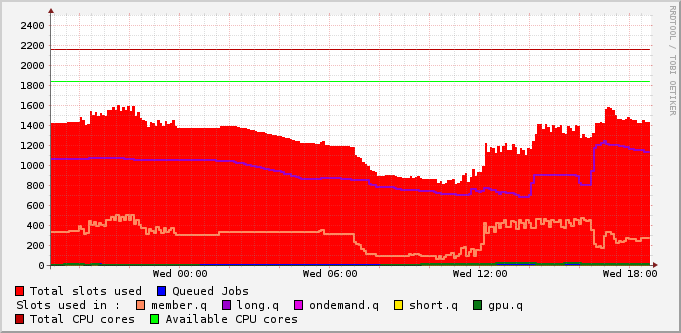 RRDTOOL / TOBI OETIKER
2400
2200
2000
1800
1600
1400
1200
1000
800
600
400
200
0
Wed 00:00 Wed 06:00 Wed 12:00 Wed 18:00
Total slots used Queued Jobs
Slots used in : member.q long.q ondemand.q short.q gpu.q
Total CPU cores Available CPU cores